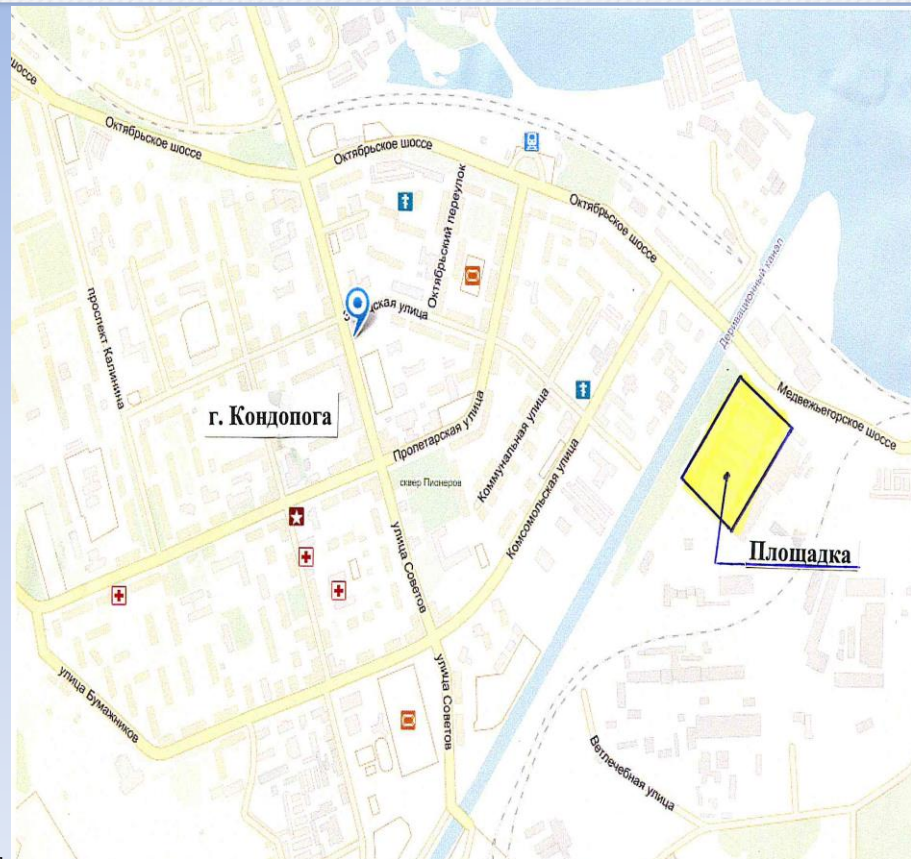 шоссе
Октябрьское шоссе
Октябрьское шоссе
Октябрьский переулок
Октябрьское шоссе
Деривационный канал
проспект Калинина
улица
г. Кондопога
Медвежьегорское шоссе
Пролетарская улица
Коммунальная улица
сквер Пионеров
Комсомольская улица
Площадка
улица Советов
улица Бумажников
улица Советов
Ветлечебная улица